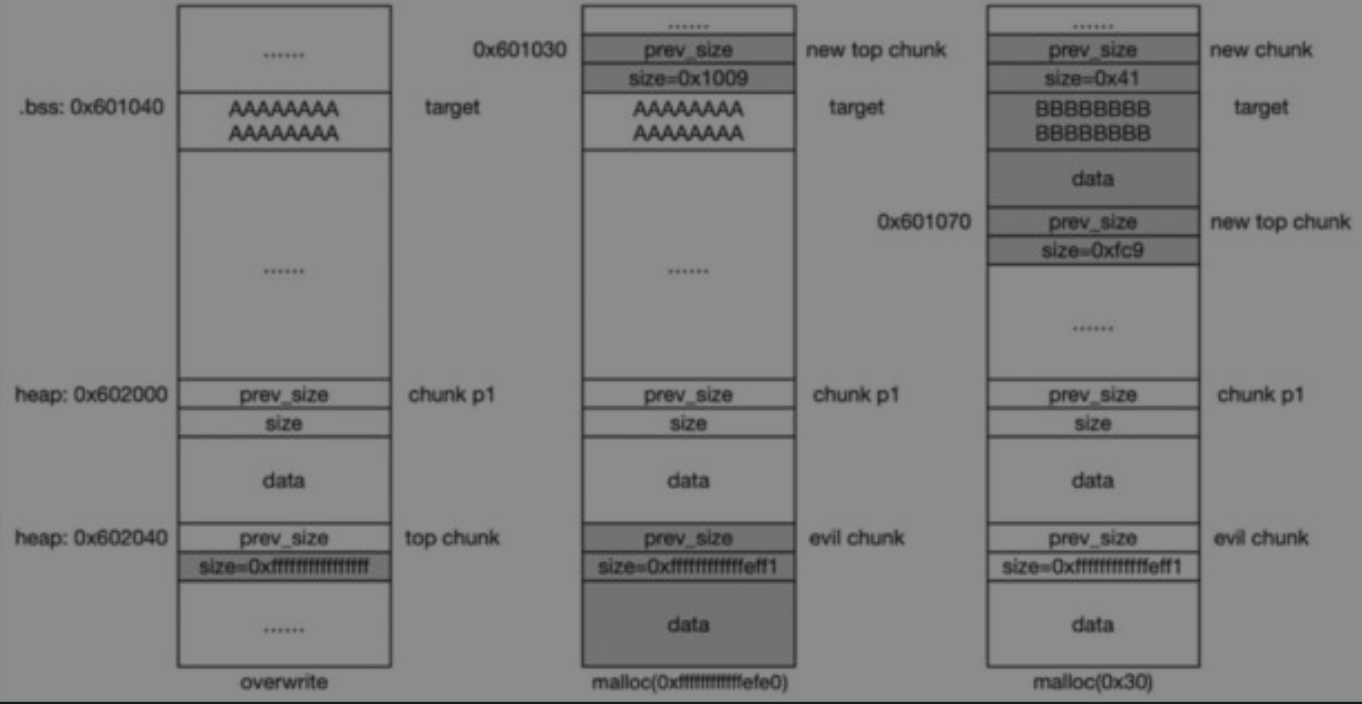 ......
.bss: 0x601040
AAAAAAAA
AAAAAAAA
target
......
heap: 0x602000
prev_size
chunk p1
size
data
heap: 0x602040
prev_size
top chunk
size=0xffffffffffffffff
......
overwrite
......
0x601030
prev_size
new top chunk
size=0x1009
AAAAAAAA
AAAAAAAA
target
......
prev_size
chunk p1
size
data
prev_size
evil chunk
size=0xffffffffffffeff1
data
malloc(0xffffffffffffefe0)
......
prev_size
new chunk
size=0x41
BBBBBBBB
BBBBBBBB
target
data
0x601070
prev_size
new top chunk
size=0xfc9
......
prev_size
chunk p1
size
data
prev_size
evil chunk
size=0xffffffffffffeff1
data
malloc(0x30)